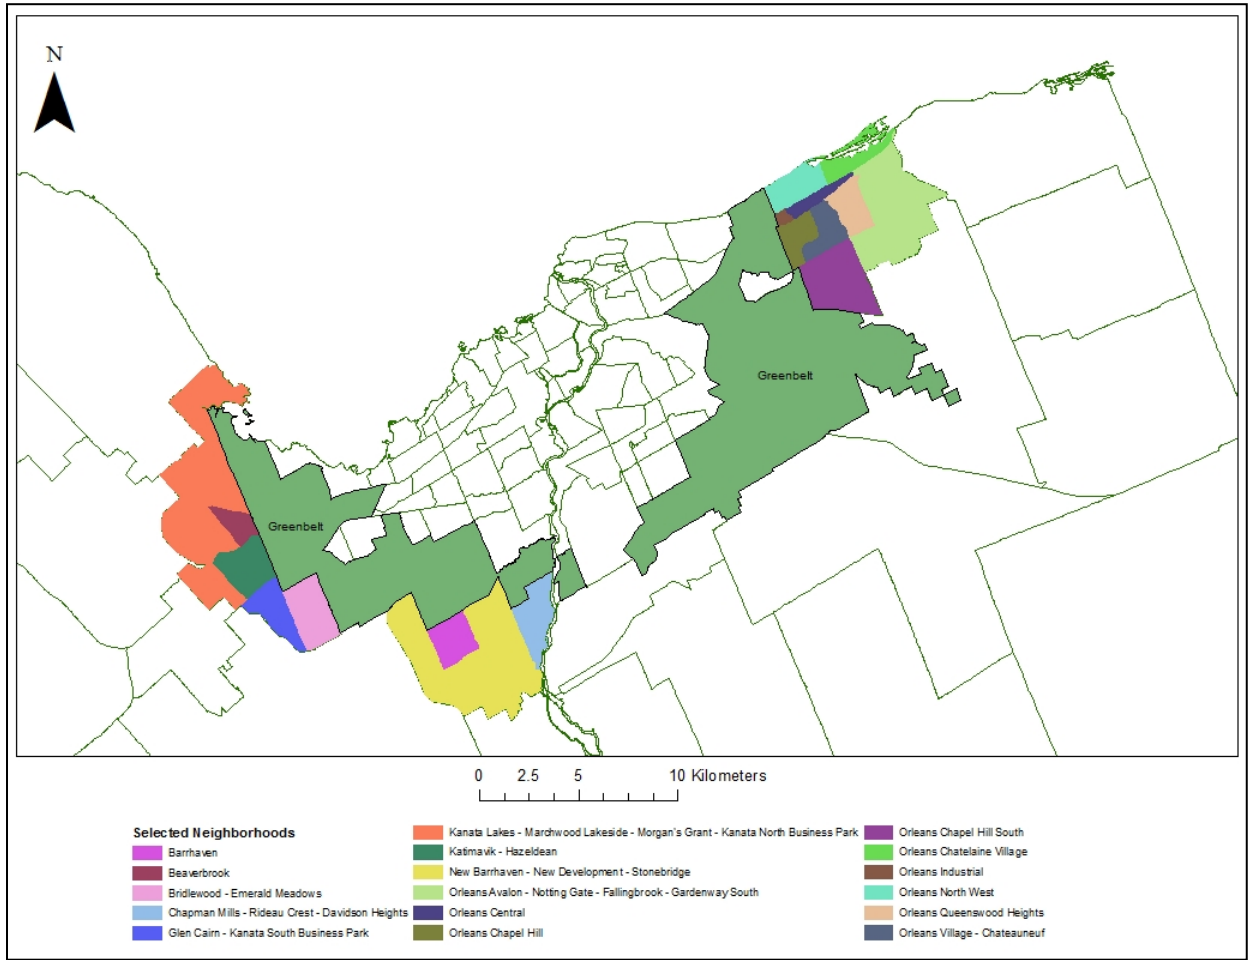 N
Greenbelt
Greenbelt
0 2.5 5 10 Kilometers
Selected Neighborhoods
Barrhaven
Beaverbrook
Bridlewood - Emerald Meadows
Chapman Mills - Rideau Crest - Davidson Heights
Glen Cairn - Kanata South Business Park
Kanata Lakes - Marchwood Lakeside - Morgan's Grant - Kanata North Business Park
Katimavik - Hazeldean
New Barrhaven - New Development - Stonebridge
Orleans Avalon - Notting Gate - Fallingbrook - Gardenway South
Orleans Central
Orleans Chapel Hill
Orleans Chapel Hill South
Orleans Chatelaine Village
Orleans Industrial
Orleans North West
Orleans Queenswood Heights
Orleans Village - Chateauneuf